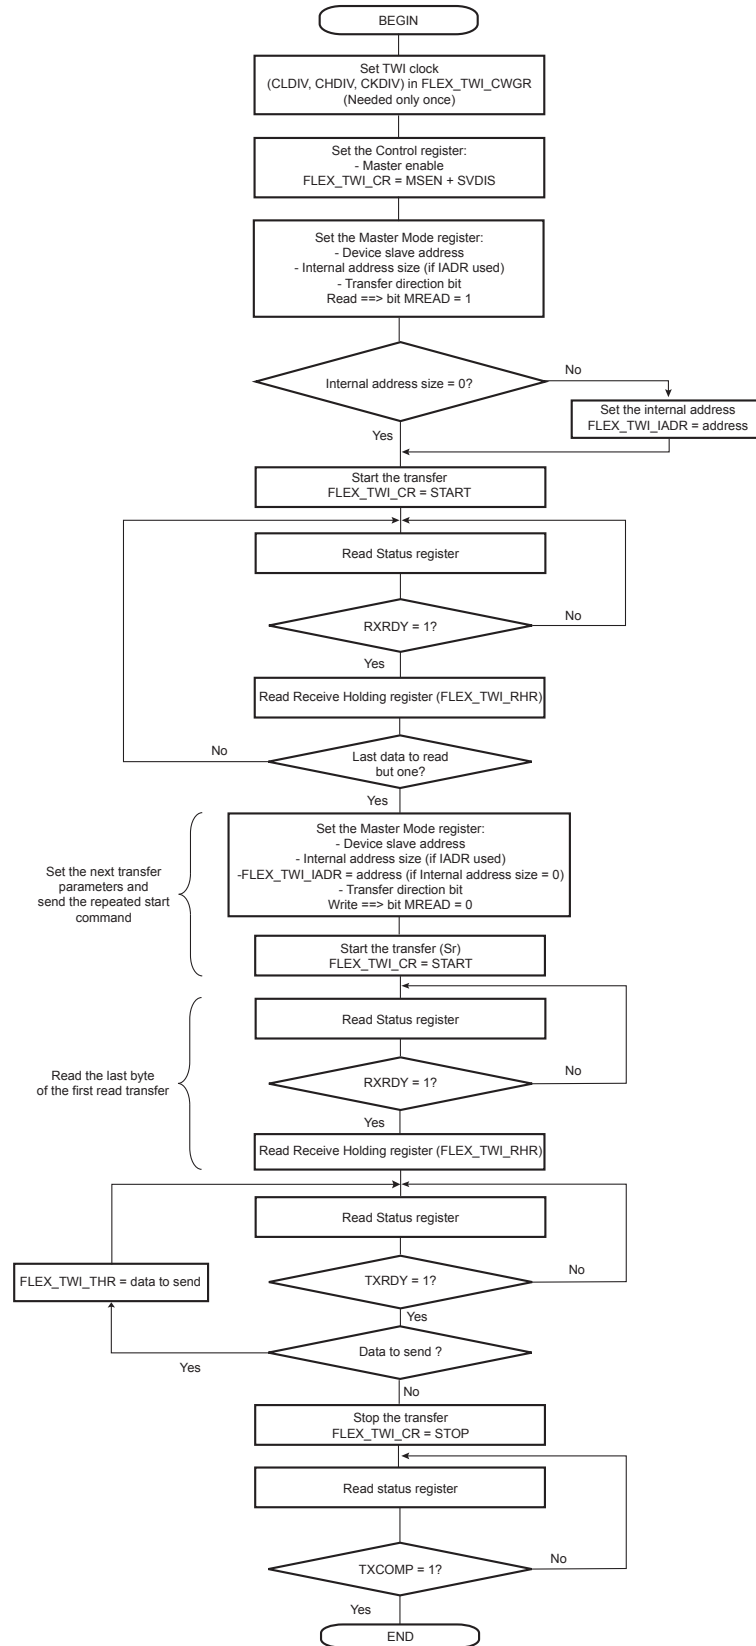 BEGIN
Set TWI clock
(CLDIV, CHDIV, CKDIV) in FLEX_TWI_CWGR
(Needed only once)
Set the Control register:
- Master enable
FLEX_TWI_CR = MSEN + SVDIS
Set the Master Mode register:
- Device slave address
- Internal address size (if IADR used)
- Transfer direction bit
Read ==> bit MREAD = 1
Internal address size = 0?
No
Set the internal address
FLEX_TWI_IADR = address
Yes
Start the transfer
FLEX_TWI_CR = START
Read Status register
RXRDY = 1?
No
Yes
Read Receive Holding register (FLEX_TWI_RHR)
No
Last data to read
but one?
Yes
Set the Master Mode register:
- Device slave address
- Internal address size (if IADR used)
-FLEX_TWI_IADR = address (if Internal address size = 0)
- Transfer direction bit
Write ==> bit MREAD = 0
Set the next transfer
parameters and
send the repeated start
command
Start the transfer (Sr)
FLEX_TWI_CR = START
Read Status register
Read the last byte
of the first read transfer
RXRDY = 1?
No
Yes
Read Receive Holding register (FLEX_TWI_RHR)
Read Status register
FLEX_TWI_THR = data to send
TXRDY = 1?
No
Yes
Data to send ?
Yes
No
Stop the transfer
FLEX_TWI_CR = STOP
Read status register
TXCOMP = 1?
No
Yes
END